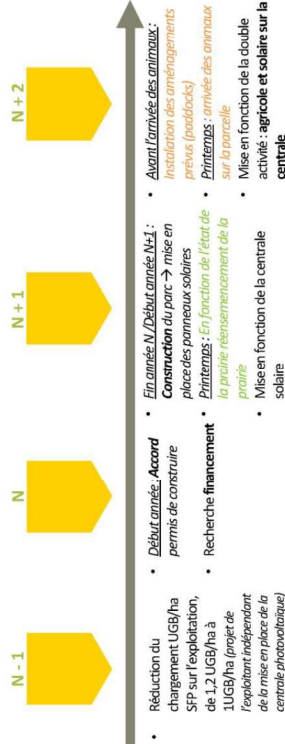 N - 1
• Réduction du
chargement UGB/ha
SFP sur l'exploitation,
de 1,2 UGB/ha à
1UGB/ha (projet de
l'exploitant indépendant
de la mise en place de la
centrale photovoltaïque)
N
• Début année : Accord
permis de construire
• Recherche financement
N + 1
• Fin année N /Début année N+1 :
Construction du parc → mise en
place des panneaux solaires
• Printemps : En fonction de l'état de
la prairie réensemencement de la
prairie
• Mise en fonction de la centrale
solaire
N + 2
• Avant l'arrivée des animaux :
Instalation des aménagements
prévus (paddocks)
• Printemps : arrivée des animaux
sur la parcelle
• Mise en fonction de la double
activité : agricole et solaire sur la
centrale